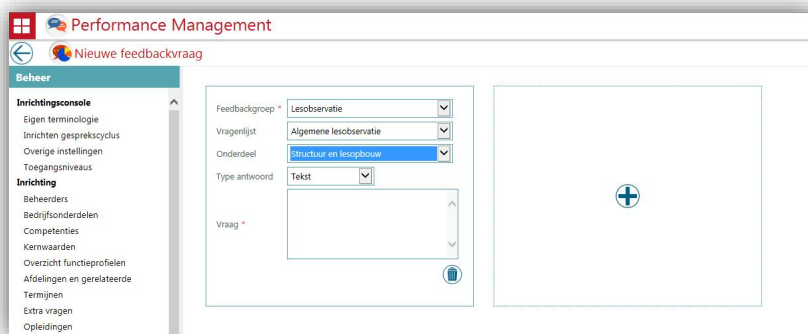 Performance Management
Nieuwe feedbackvraag
Beheer
Inrichtingsconsole
Eigen terminologie
Inrichten gesprekscyclus
Overige instellingen
Toegangsniveaus
Inrichting
Beheerders
Bedrijfsonderdelen
Competenties
Kernwaarden
Overzicht functieprofielen
Afdelingen en gerelateerde
Termijnen
Extra vragen
Opleidingen
Feedbackgroep * Lesobservatie
Vragenlijst Algemene lesobservatie
Onderdeel Structuur en lesopbouw
Type antwoord Tekst
Vraag *